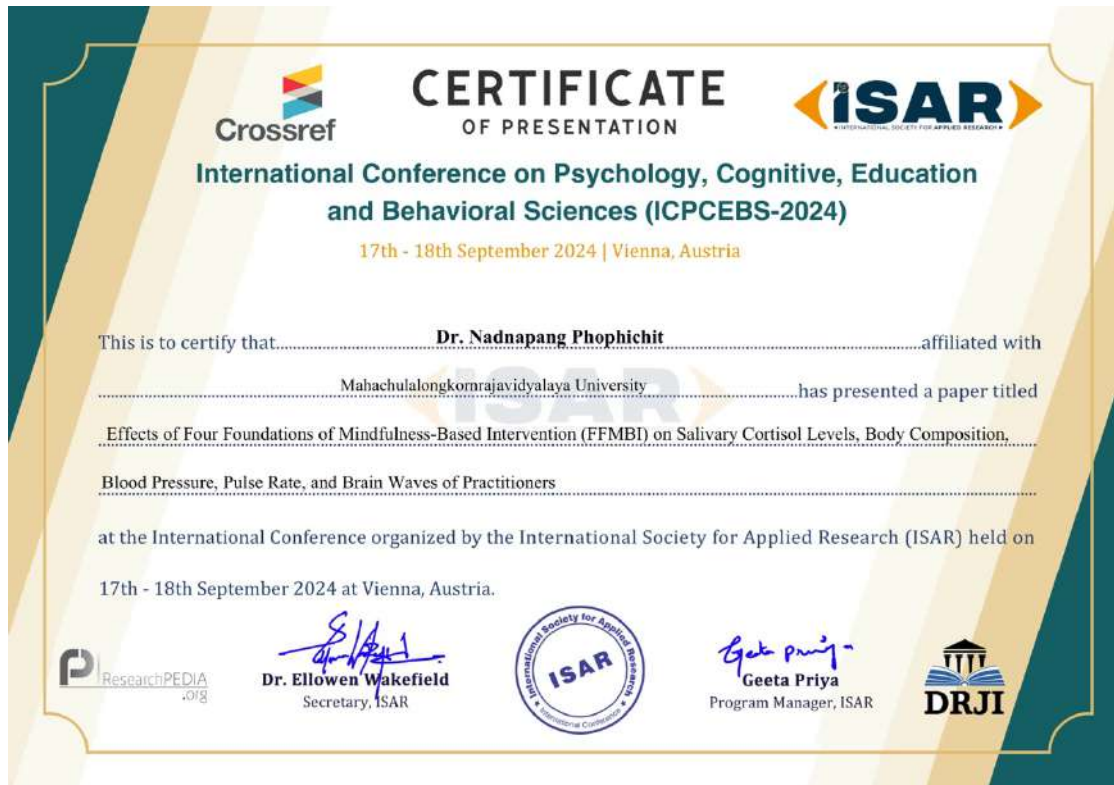 Crossref
CERTIFICATE
OF PRESENTATION
ISAR
• INTERNATIONAL SOCIETY FOR APPLIED RESEARCH •
International Conference on Psychology, Cognitive, Education
and Behavioral Sciences (ICPCEBS-2024)
17th - 18th September 2024 | Vienna, Austria
This is to certify that Dr. Nadnapang Phophichit affiliated with
Mahachulalongkornrajavidyalaya University has presented a paper titled
ISAR
Effects of Four Foundations of Mindfulness-Based Intervention (FFMBI) on Salivary Cortisol Levels, Body Composition,
Blood Pressure, Pulse Rate, and Brain Waves of Practitioners
at the International Conference organized by the International Society for Applied Research (ISAR) held on
17th - 18th September 2024 at Vienna, Austria.
ResearchPEDIA
.org
Dr. Ellowen Wakefield
Secretary, ISAR
International Society for Applied Research
ISAR
International Conference
Geeta Priya
Geeta Priya
Program Manager, ISAR
DRJI